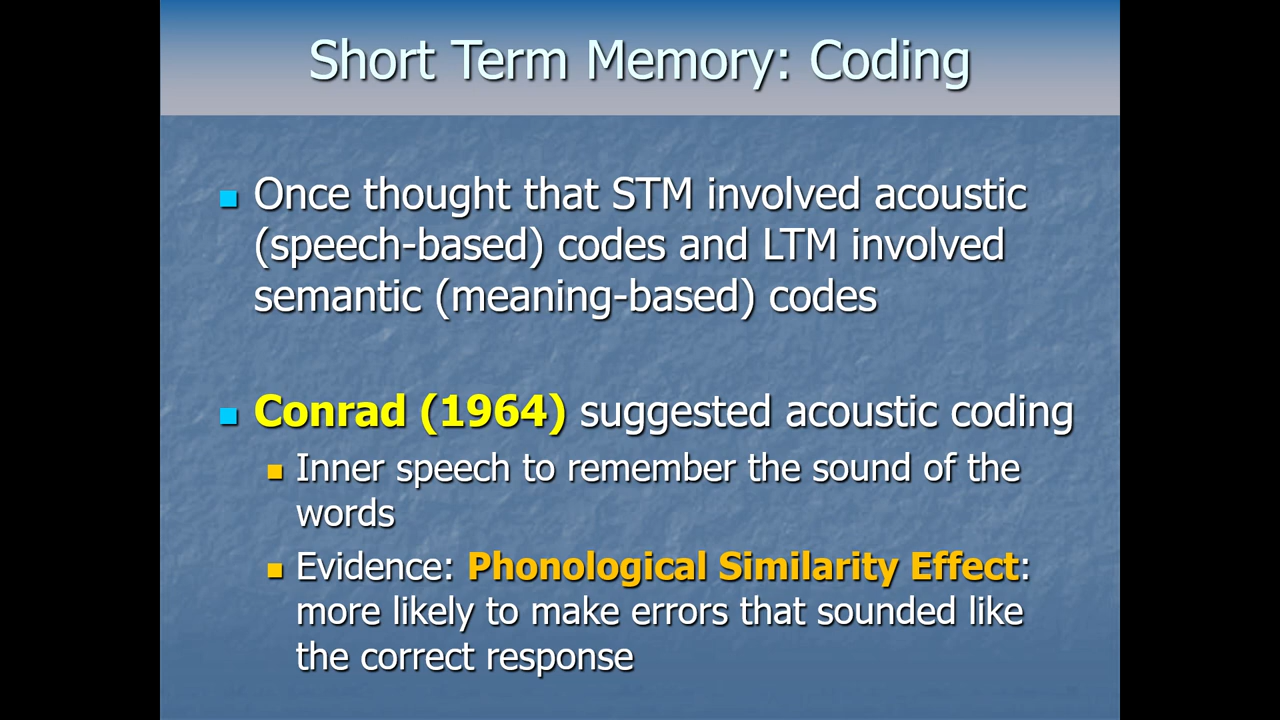 Short Term Memory: Coding
Once thought that STM involved acoustic
(speech-based) codes and LTM involved
semantic (meaning-based) codes
Conrad (1964) suggested acoustic coding
Inner speech to remember the sound of the
words
Evidence: Phonological Similarity Effect:
more likely to make errors that sounded like
the correct response